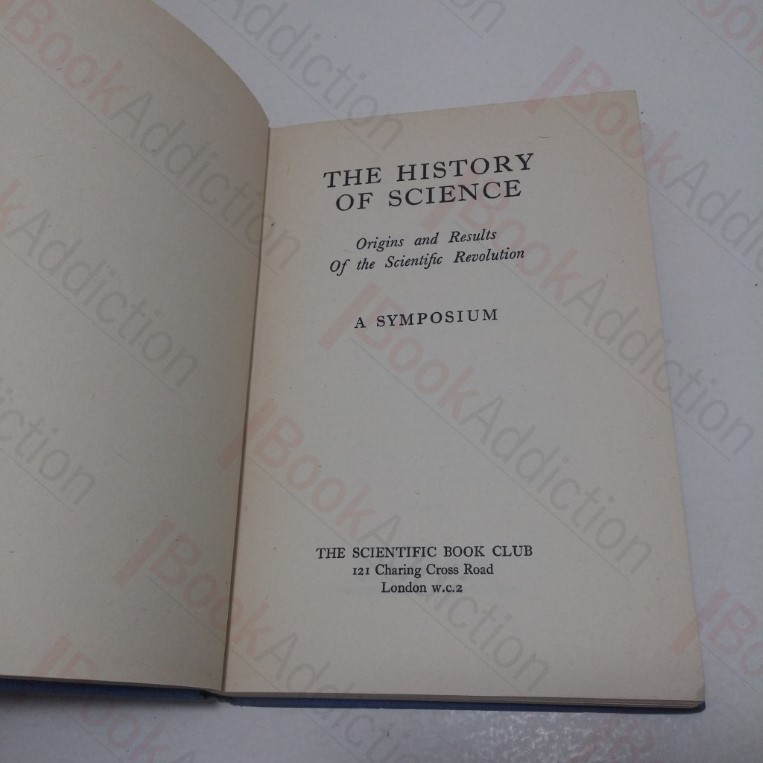 THE HISTORY
OF SCIENCE
Origins and Results
Of the Scientific Revolution
A SYMPOSIUM
THE SCIENTIFIC BOOK CLUB
121 Charing Cross Road
London W.C.2
BookAddiction